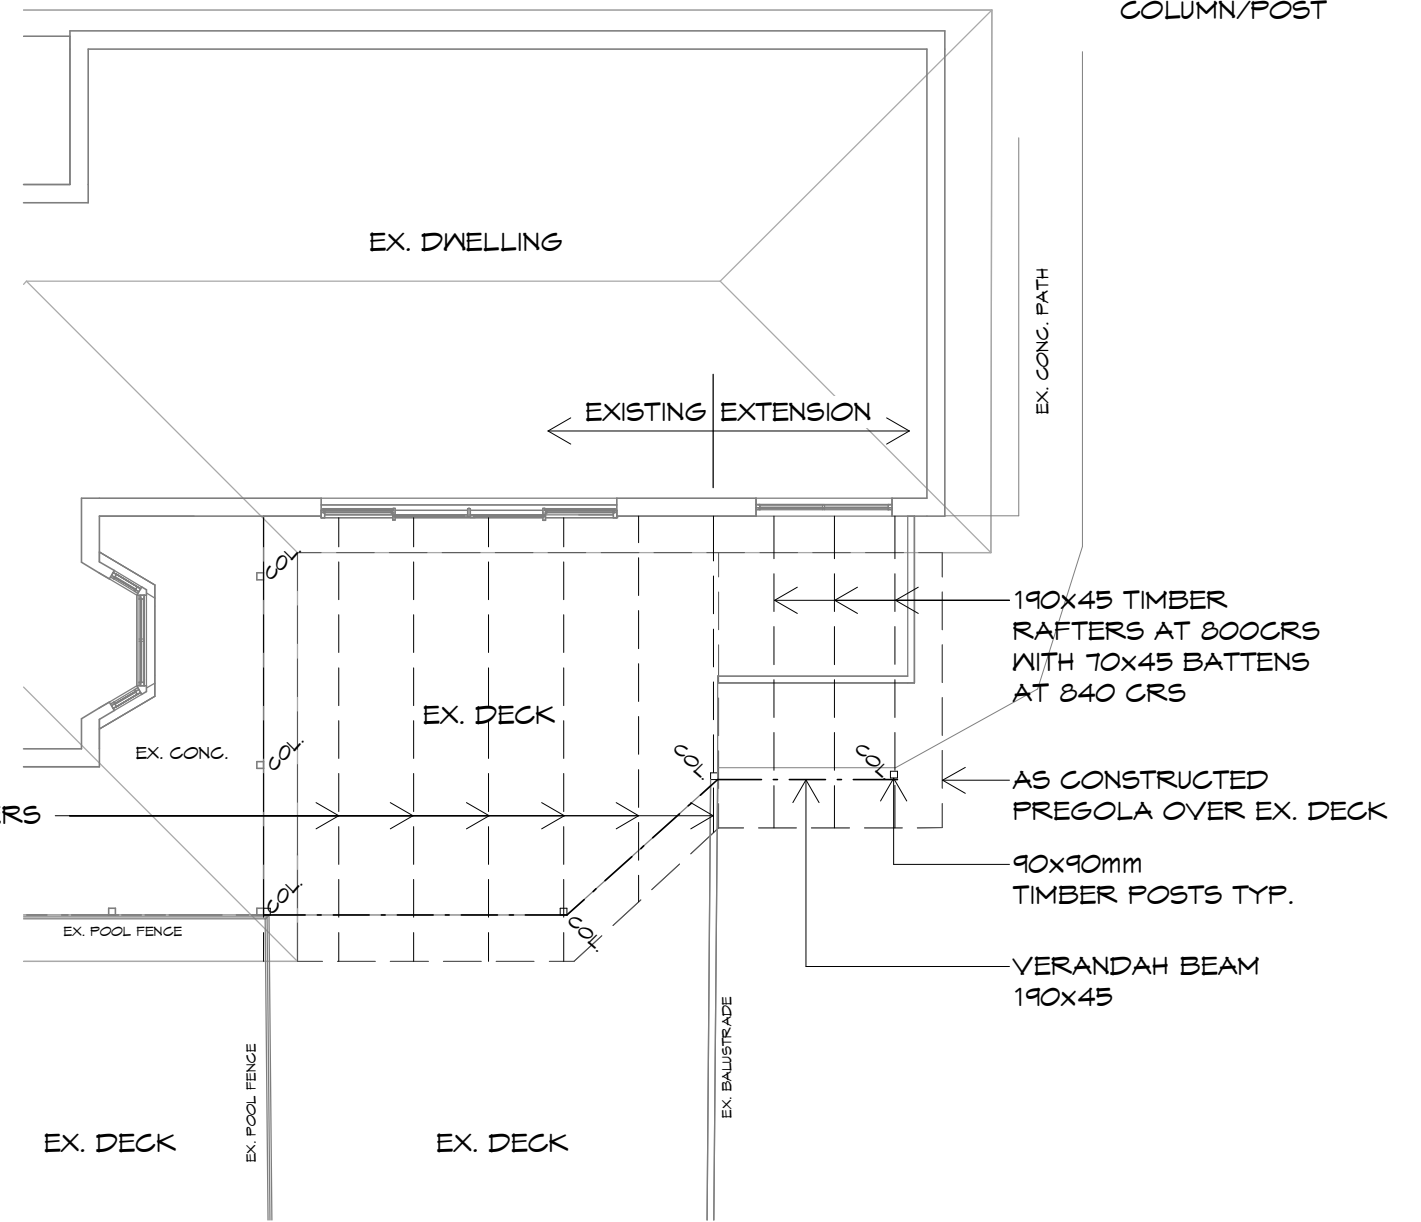 COLUMN/POST
EX. DWELLING
EX. CONC. PATH
EXISTING EXTENSION
COL.
190x45 TIMBER
RAFTERS AT 800CRS
WITH 70x45 BATTENS
AT 840 CRS
EX. DECK
COL.
EX. CONC.
COL.
COL.
AS CONSTRUCTED
PREGOLA OVER EX. DECK
ERS
90x90mm
TIMBER POSTS TYP.
COL.
EX. POOL FENCE
COL.
VERANDAH BEAM
190x45
EX. BALUSTRADE
EX. POOL FENCE
EX. DECK
EX. DECK